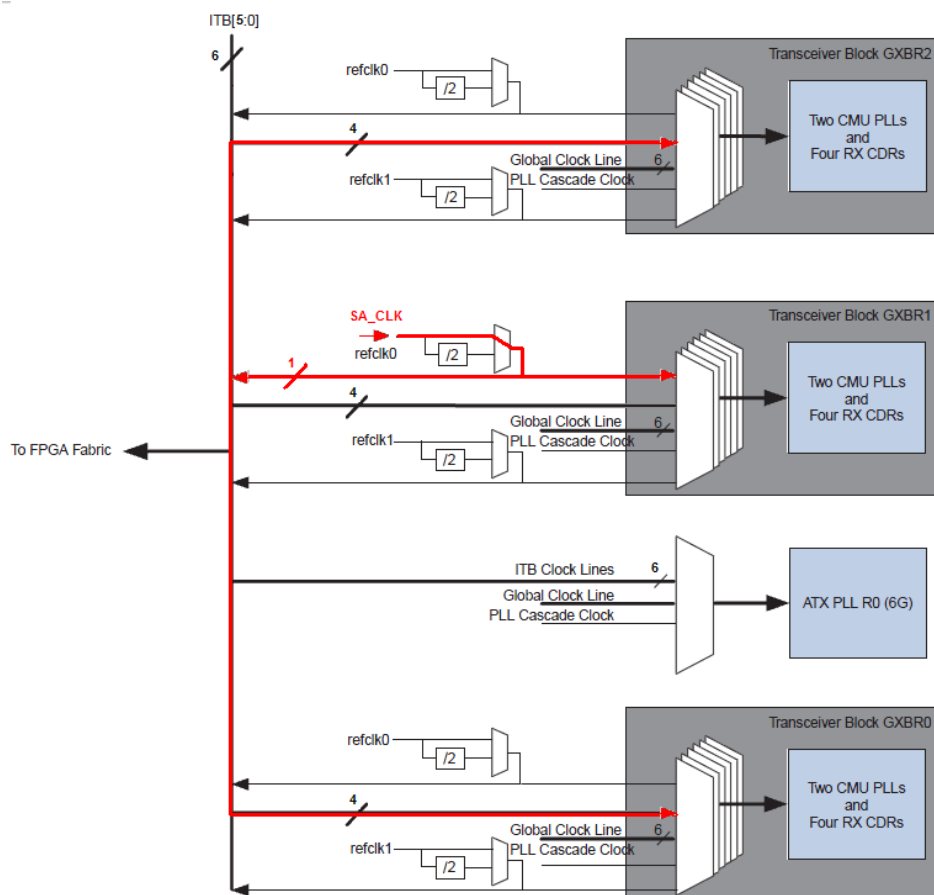 ITB[5:0]
6
Transceiver Block GXBR2
refclk0
/2
Two CMU PLLs
and
Four RX CDRs
4
Global Clock Line
6
PLL Cascade Clock
refclk1
/2
Transceiver Block GXBR1
SA_CLK
refclk0
/2
Two CMU PLLs
and
Four RX CDRs
1
4
Global Clock Line
6
PLL Cascade Clock
refclk1
/2
To FPGA Fabric
ITB Clock Lines
6
Global Clock Line
PLL Cascade Clock
ATX PLL R0 (6G)
Transceiver Block GXBR0
refclk0
/2
Two CMU PLLs
and
Four RX CDRs
4
Global Clock Line
6
PLL Cascade Clock
refclk1
/2